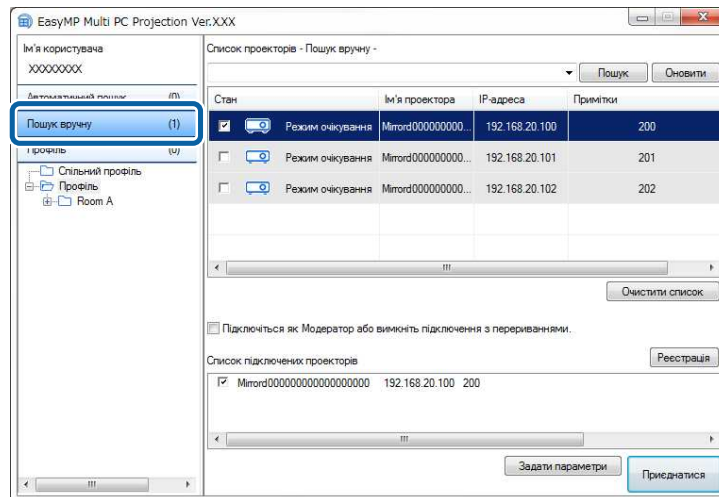 EasyMP Multi PC Projection Ver.XXX
Ім'я користувача
XXXXXXXX
Автоматичний пошук (0)
Пошук вручну (1)
Профіль (0)
Спільний профіль
Профіль
Room A
Список проекторів - Пошук вручну -
Пошук Оновити
Стан Ім'я проектора IP-адреса Примітки
Режим очікування Mirrord000000000... 192.168.20.100 200
Режим очікування Mirrord000000000... 192.168.20.101 201
Режим очікування Mirrord000000000... 192.168.20.102 202
Очистити список
Підключіться як Модератор або вимкніть підключення з перериваннями.
Список підключених проекторів Реєстрація
Mirrord000000000000000000 192.168.20.100 200
Задати параметри Приєднатися